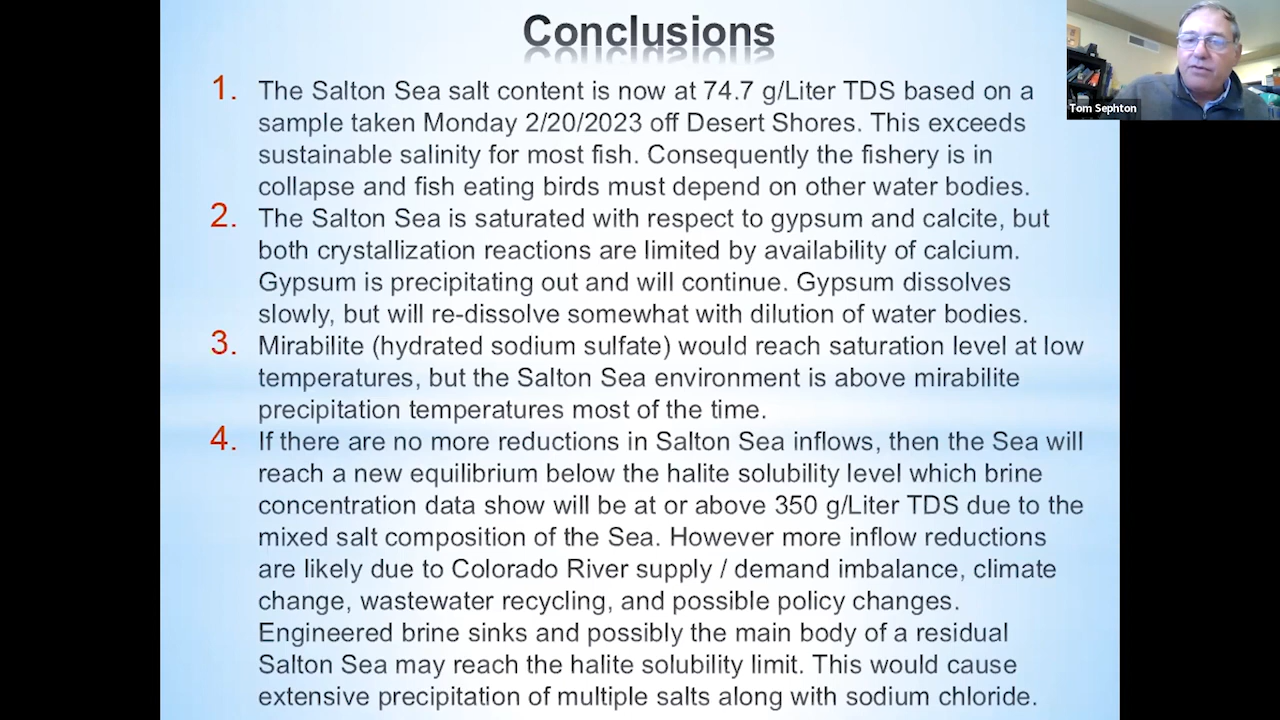 Conclusions
1. The Salton Sea salt content is now at 74.7 g/Liter TDS based on a
sample taken Monday 2/20/2023 off Desert Shores. This exceeds
sustainable salinity for most fish. Consequently the fishery is in
collapse and fish eating birds must depend on other water bodies.
2. The Salton Sea is saturated with respect to gypsum and calcite, but
both crystallization reactions are limited by availability of calcium.
Gypsum is precipitating out and will continue. Gypsum dissolves
slowly, but will re-dissolve somewhat with dilution of water bodies.
3. Mirabilite (hydrated sodium sulfate) would reach saturation level at low
temperatures, but the Salton Sea environment is above mirabilite
precipitation temperatures most of the time.
4. If there are no more reductions in Salton Sea inflows, then the Sea will
reach a new equilibrium below the halite solubility level which brine
concentration data show will be at or above 350 g/Liter TDS due to the
mixed salt composition of the Sea. However more inflow reductions
are likely due to Colorado River supply / demand imbalance, climate
change, wastewater recycling, and possible policy changes.
Engineered brine sinks and possibly the main body of a residual
Salton Sea may reach the halite solubility limit. This would cause
extensive precipitation of multiple salts along with sodium chloride.
Tom Sephton